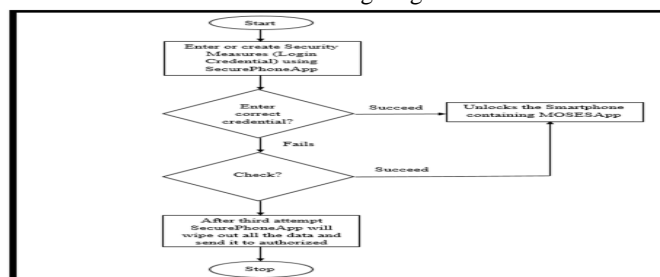 Start
Enter or create Security
Measures (Login
Credential) using
SecurePhoneApp
Enter
correct
credential?
Succeed
Unlocks the Smartphone
containing MOSESApp
Fails
Check?
Succeed
After third attempt
SecurePhoneApp will
wipe out all the data and
send it to authorized
Stop